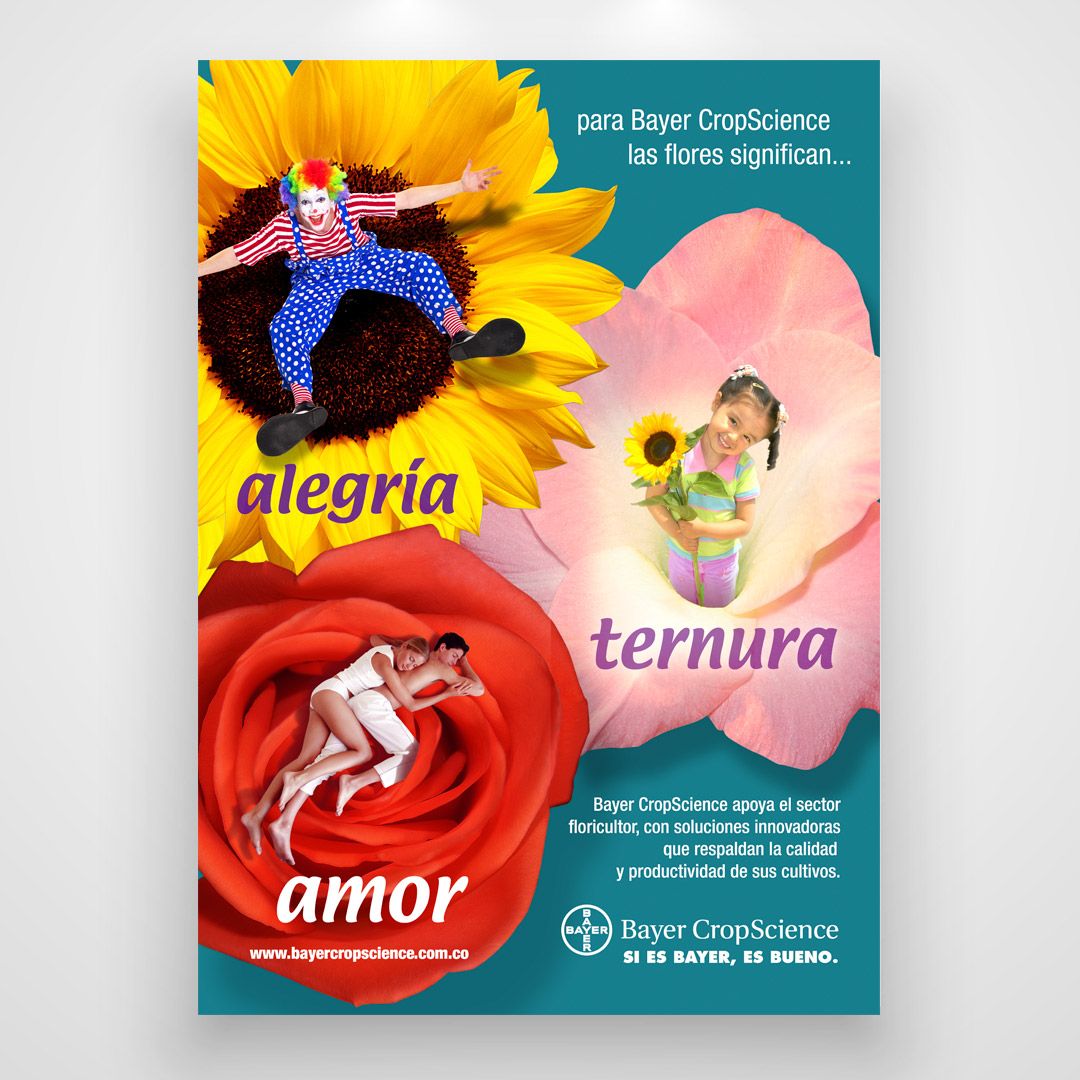 para Bayer CropScience
las flores significan...
alegría
ternura
amor
www.bayercropscience.com.co
Bayer CropScience apoya el sector
floricultor, con soluciones innovadoras
que respaldan la calidad
y productividad de sus cultivos.
BAYER
BAYER
Bayer CropScience
SI ES BAYER, ES BUENO.